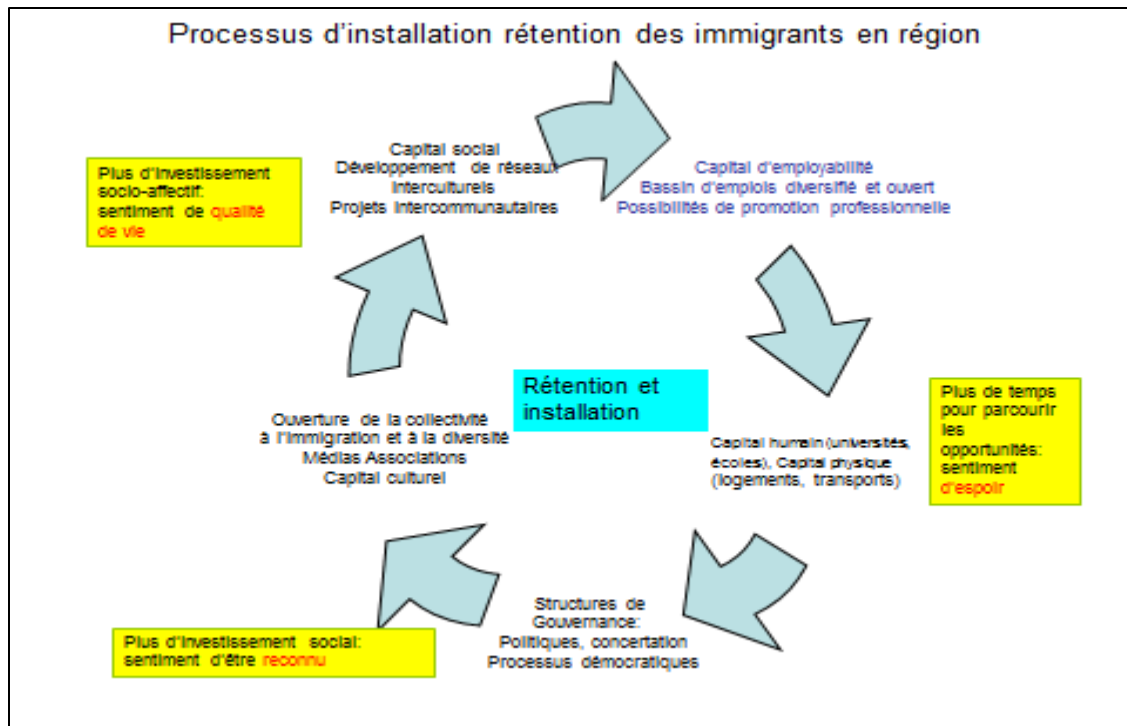 Processus d'installation rétention des immigrants en région
Capital social
Développement de réseaux
Interculturels
Projets Intercommunautaires
Capital d'employabilité
Bassin d'emplois diversifié et ouvert
Possibilités de promotion professionnelle
Plus d'investissement
socio-affectif:
sentiment de qualité
de vie
Rétention et
installation
Plus de temps
pour parcourir
les
opportunités:
sentiment
d'espoir
Capital humain (universités,
écoles), Capital physique
(logements, transports)
Ouverture de la collectivité
à l'immigration et à la diversité
Médias Associations
Capital culturel
Structures de
Gouvernance:
Politiques, concertation
Processus démocratiques
Plus d'investissement social:
sentiment d'être reconnu